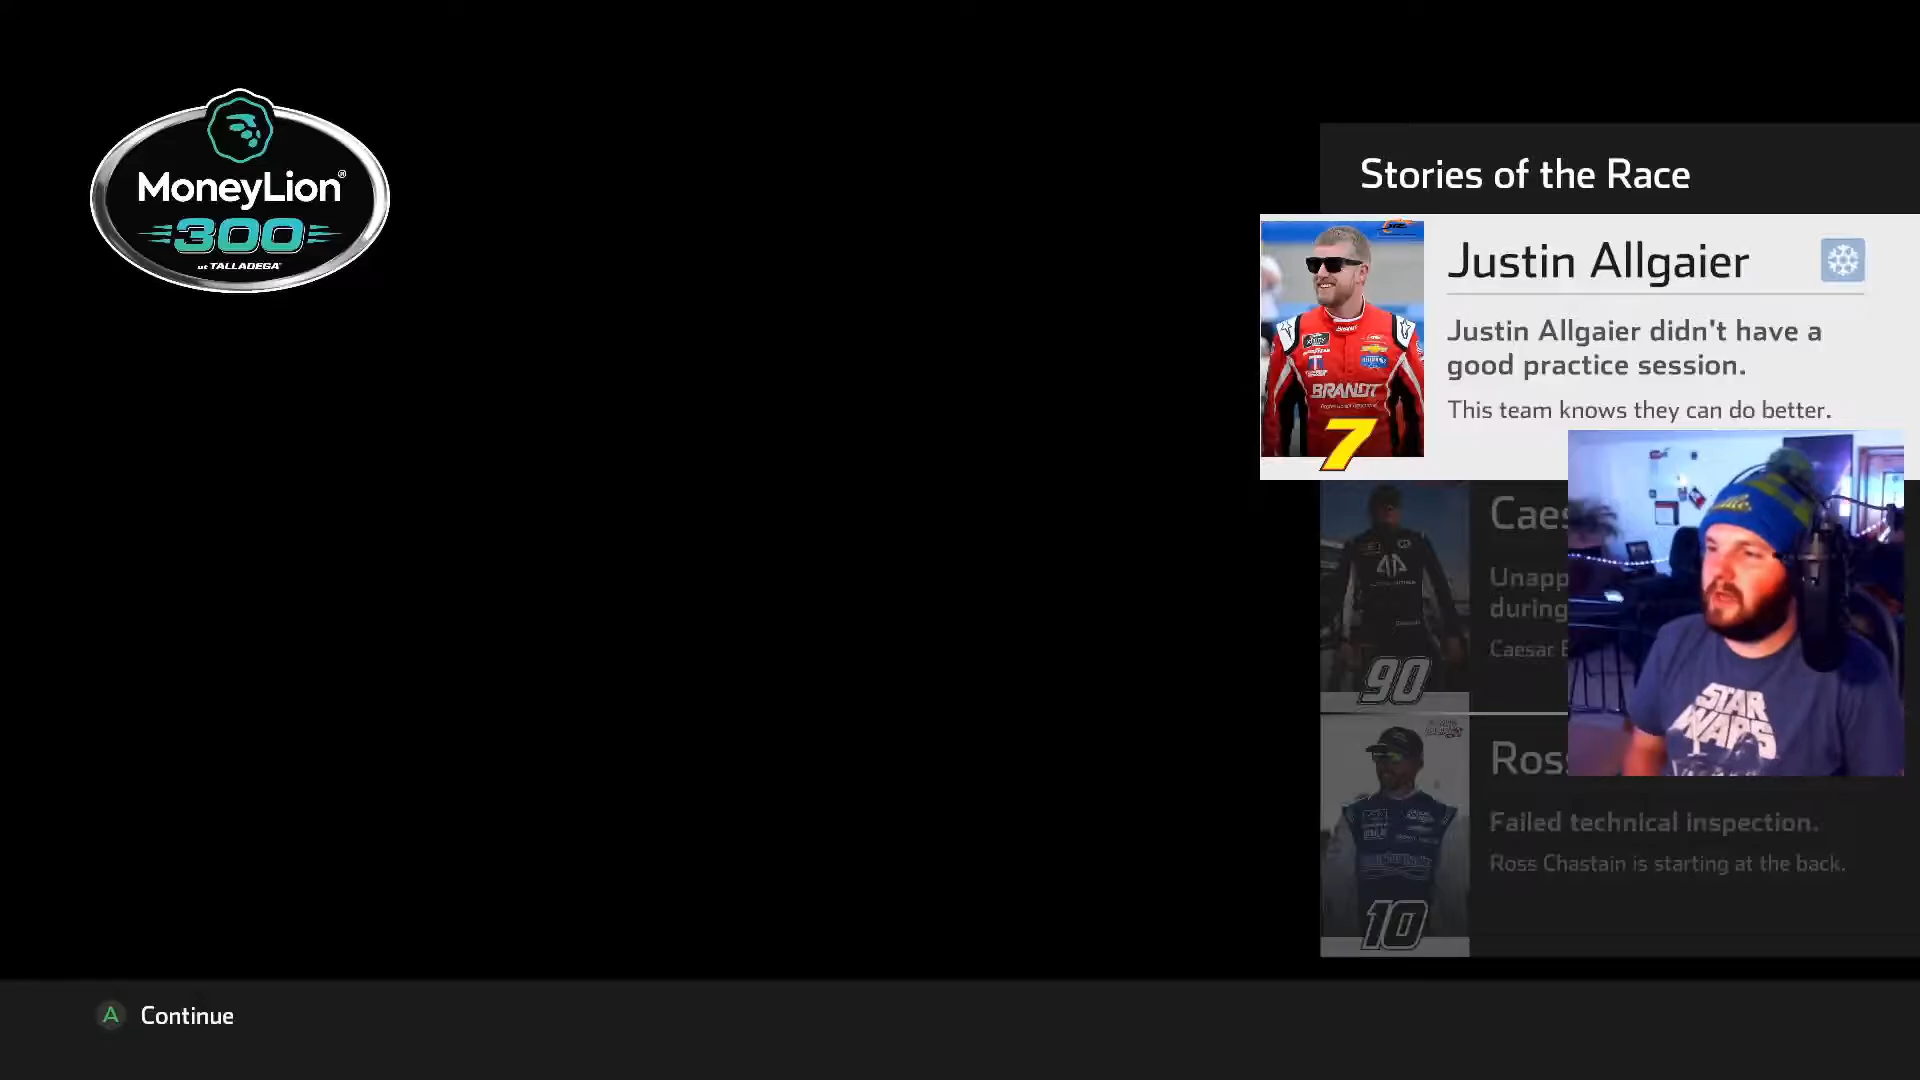 MoneyLion®
300
at TALLADEGA
Stories of the Race
Justin Allgaier
Justin Allgaier didn't have a
good practice session.
This team knows they can do better.
BRANDT
7
Caes
Unapp
during
Caesar B
90
STAR
WARS
Ros
Failed technical inspection.
Ross Chastain is starting at the back.
10
A Continue